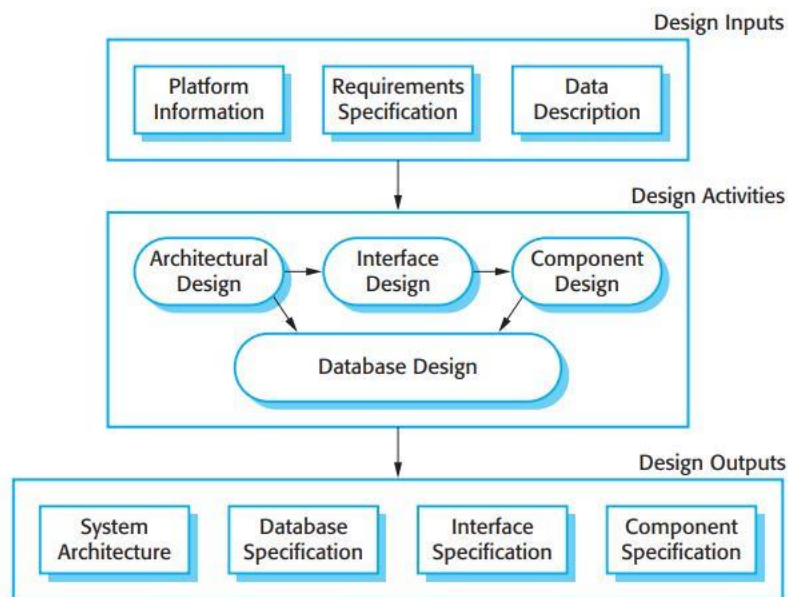 Design Inputs
Platform
Information
Requirements
Specification
Data
Description
Design Activities
Architectural
Design
Interface
Design
Component
Design
Database Design
Design Outputs
System
Architecture
Database
Specification
Interface
Specification
Component
Specification